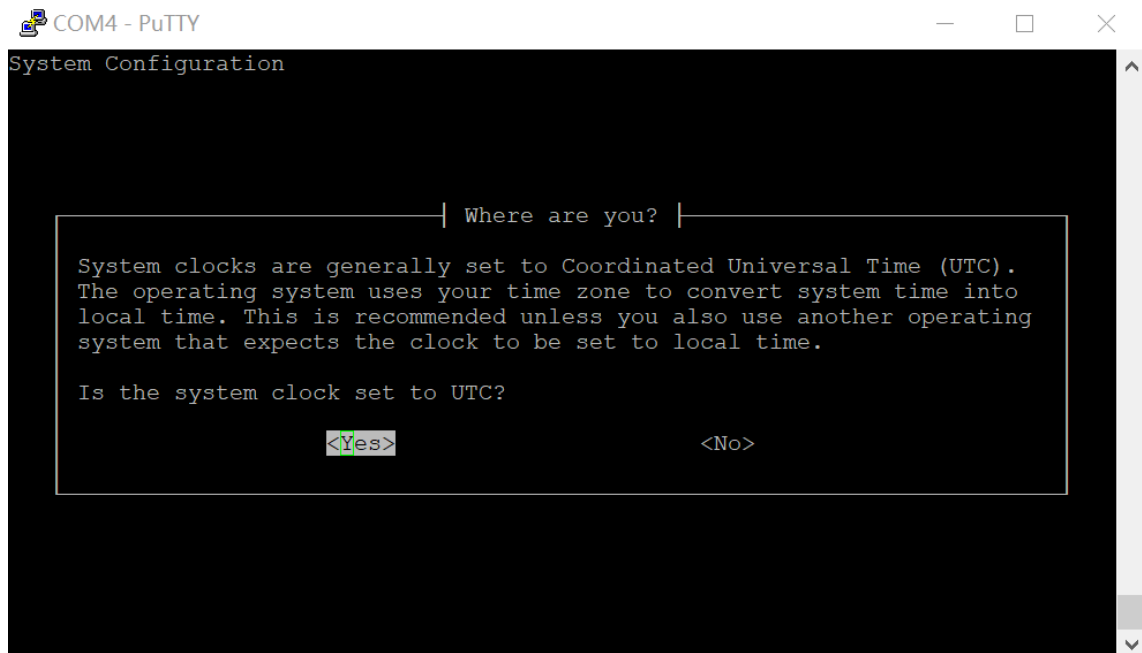 COM4 - PuTTY
System Configuration
Where are you?
System clocks are generally set to Coordinated Universal Time (UTC).
The operating system uses your time zone to convert system time into
local time. This is recommended unless you also use another operating
system that expects the clock to be set to local time.
Is the system clock set to UTC?
<Yes> <No>